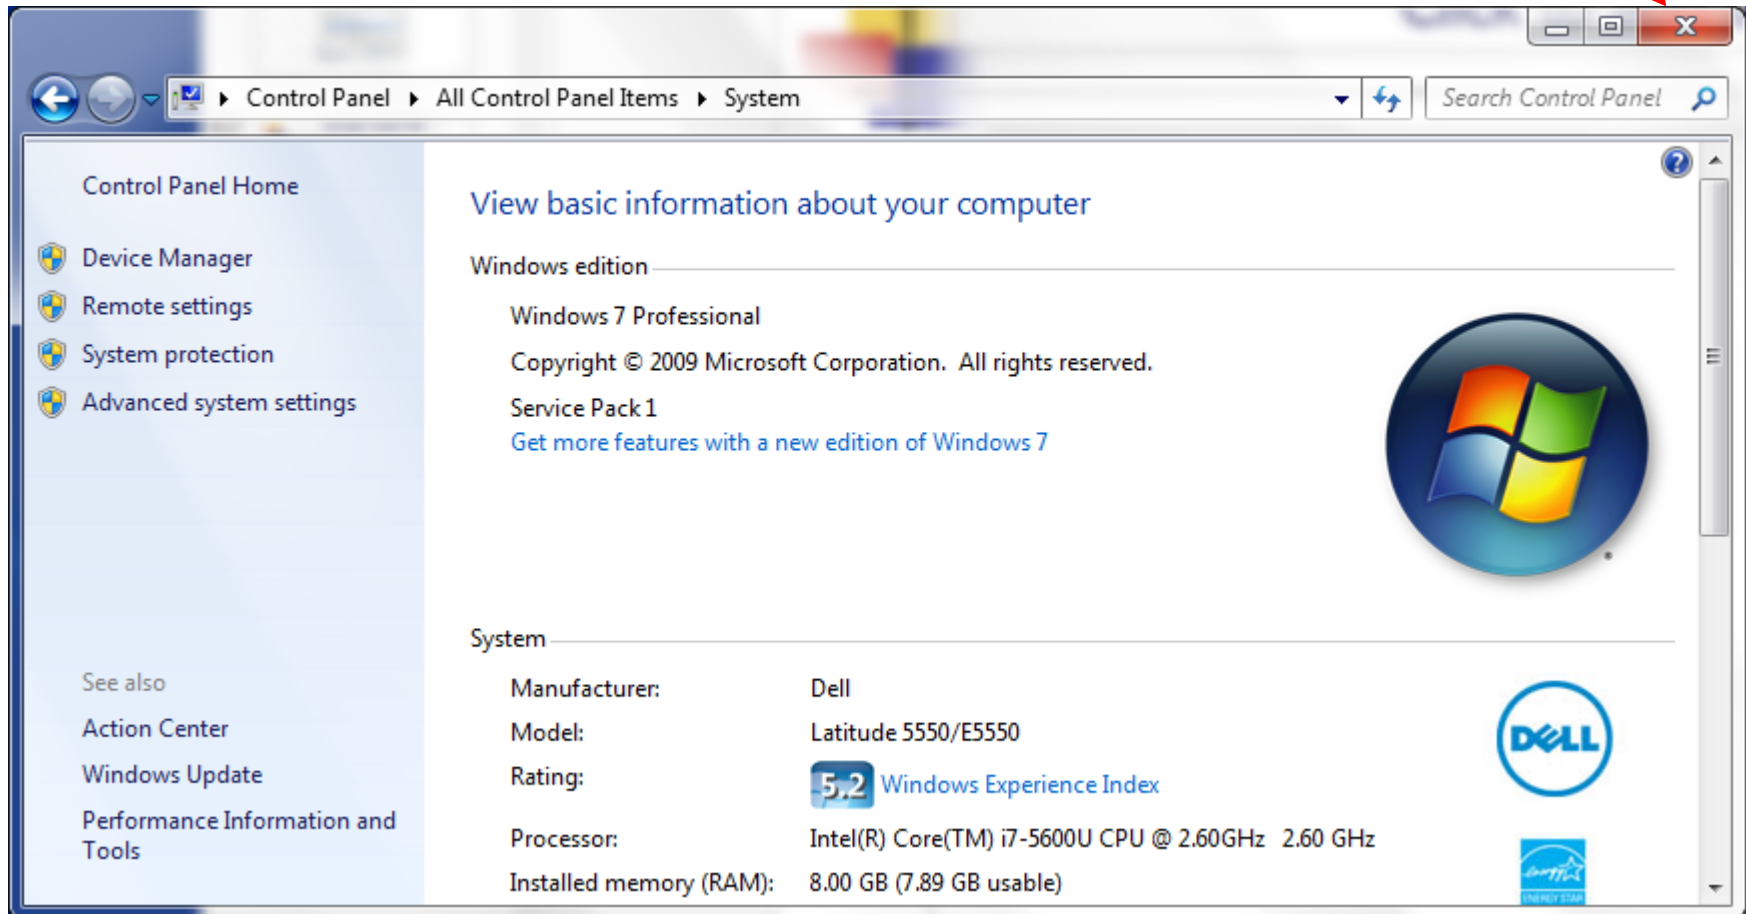 Control Panel ▸ All Control Panel Items ▸ System
Search Control Panel
Control Panel Home
Device Manager
Remote settings
System protection
Advanced system settings
See also
Action Center
Windows Update
Performance Information and
Tools
View basic information about your computer
Windows edition
Windows 7 Professional
Copyright © 2009 Microsoft Corporation.  All rights reserved.
Service Pack 1
Get more features with a new edition of Windows 7
System
Manufacturer: Dell
Model: Latitude 5550/E5550
Rating: 5.2 Windows Experience Index
Processor: Intel(R) Core(TM) i7-5600U CPU @ 2.60GHz  2.60 GHz
Installed memory (RAM): 8.00 GB (7.89 GB usable)
DELL
energy
ENERGY STAR